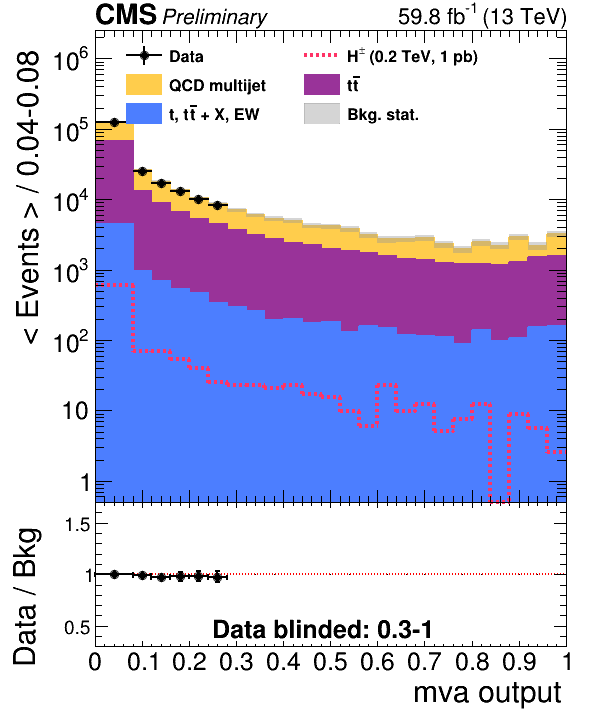 CMS Preliminary 59.8 fb⁻¹ (13 TeV)
< Events > / 0.04-0.08
10⁶
10⁵
10⁴
10³
10²
10
1
Data
H± (0.2 TeV, 1 pb)
QCD multijet
tt̄
t, tt̄ + X, EW
Bkg. stat.
Data / Bkg
1.5
1
0.5
Data blinded: 0.3-1
0 0.1 0.2 0.3 0.4 0.5 0.6 0.7 0.8 0.9 1
mva output